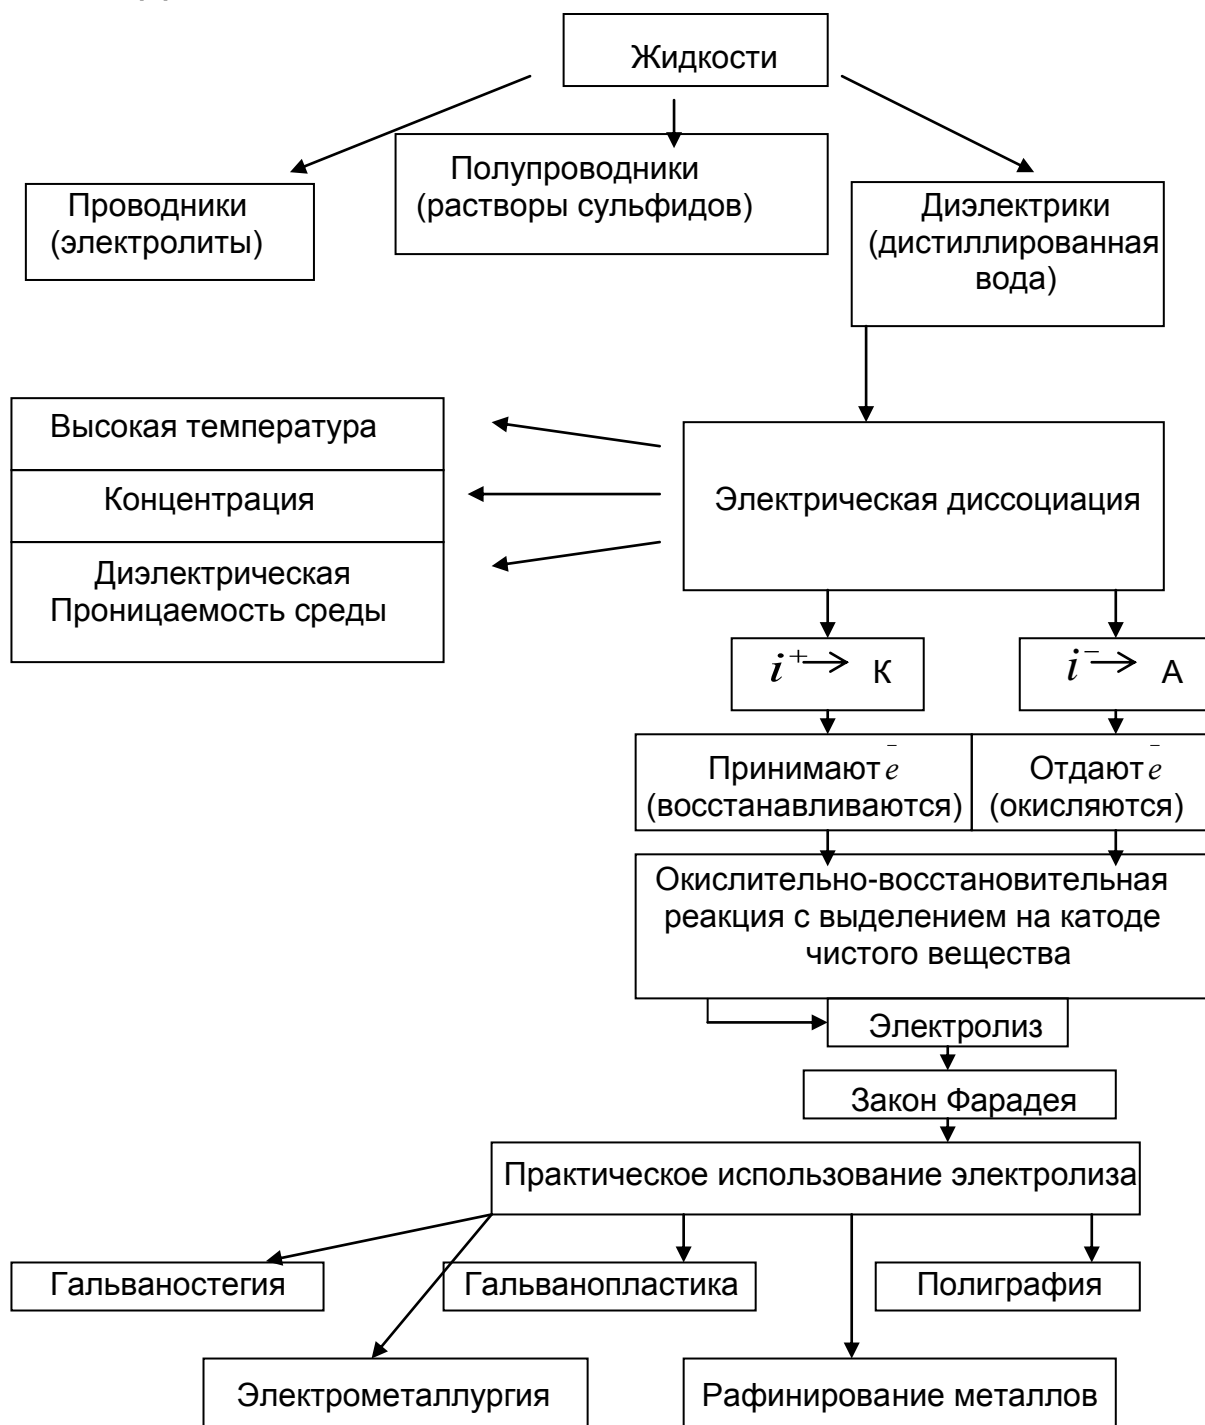 Жидкости
Полупроводники
(растворы сульфидов)
Проводники
(электролиты)
Диэлектрики
(дистиллированная
вода)
Высокая температура
Концентрация
Диэлектрическая
Проницаемость среды
Электрическая диссоциация
i⁺→ К
i⁻→ А
Принимают ē
(восстанавливаются)
Отдают ē
(окисляются)
Окислительно-восстановительная
реакция с выделением на катоде
чистого вещества
Электролиз
Закон Фарадея
Практическое использование электролиза
Гальваностегия
Гальванопластика
Полиграфия
Электрометаллургия
Рафинирование металлов